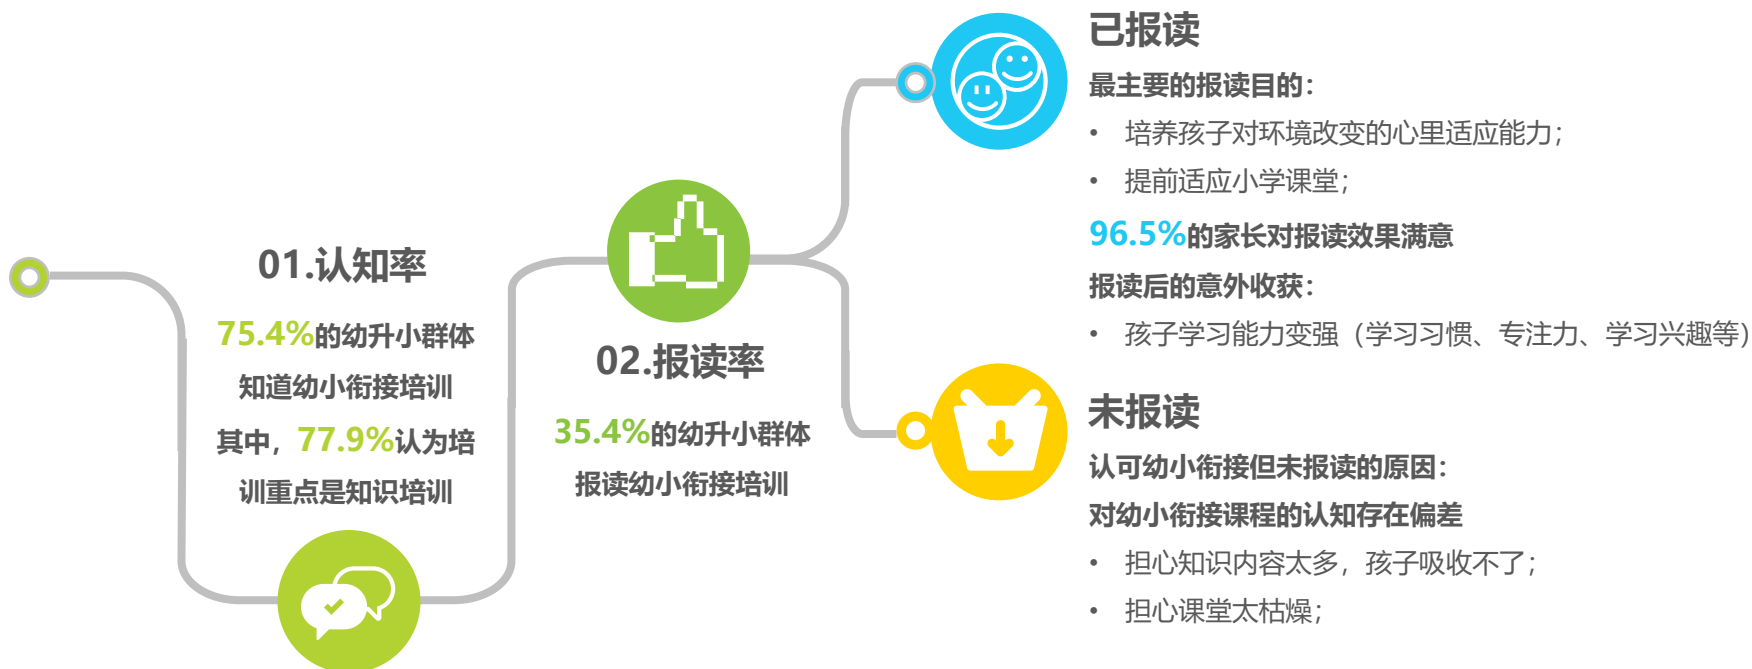 01.认知率
75.4%的幼升小群体
知道幼小衔接培训
其中，77.9%认为培
训重点是知识培训
02.报读率
35.4%的幼升小群体
报读幼小衔接培训
已报读
最主要的报读目的：
• 培养孩子对环境改变的心里适应能力；
• 提前适应小学课堂；
96.5%的家长对报读效果满意
报读后的意外收获：
• 孩子学习能力变强（学习习惯、专注力、学习兴趣等）
未报读
认可幼小衔接但未报读的原因：
对幼小衔接课程的认知存在偏差
• 担心知识内容太多，孩子吸收不了；
• 担心课堂太枯燥；